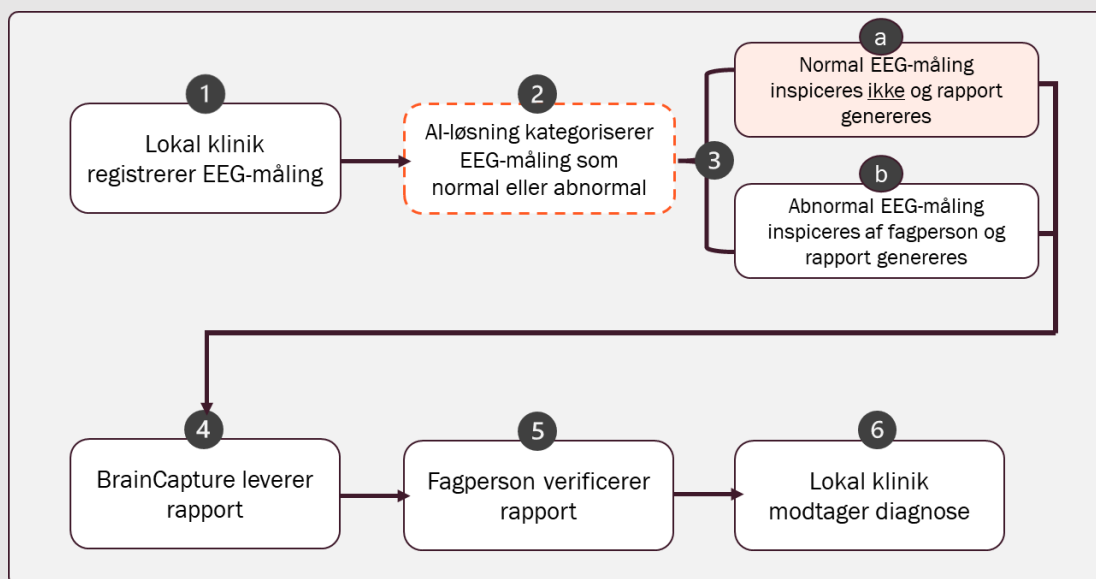 1
Lokal klinik
registrerer EEG-måling
2
AI-løsning kategoriserer
EEG-måling som
normal eller abnormal
3
a
Normal EEG-måling
inspiceres ikke og rapport
genereres
b
Abnormal EEG-måling
inspiceres af fagperson og
rapport genereres
4
BrainCapture leverer
rapport
5
Fagperson verificerer
rapport
6
Lokal klinik
modtager diagnose